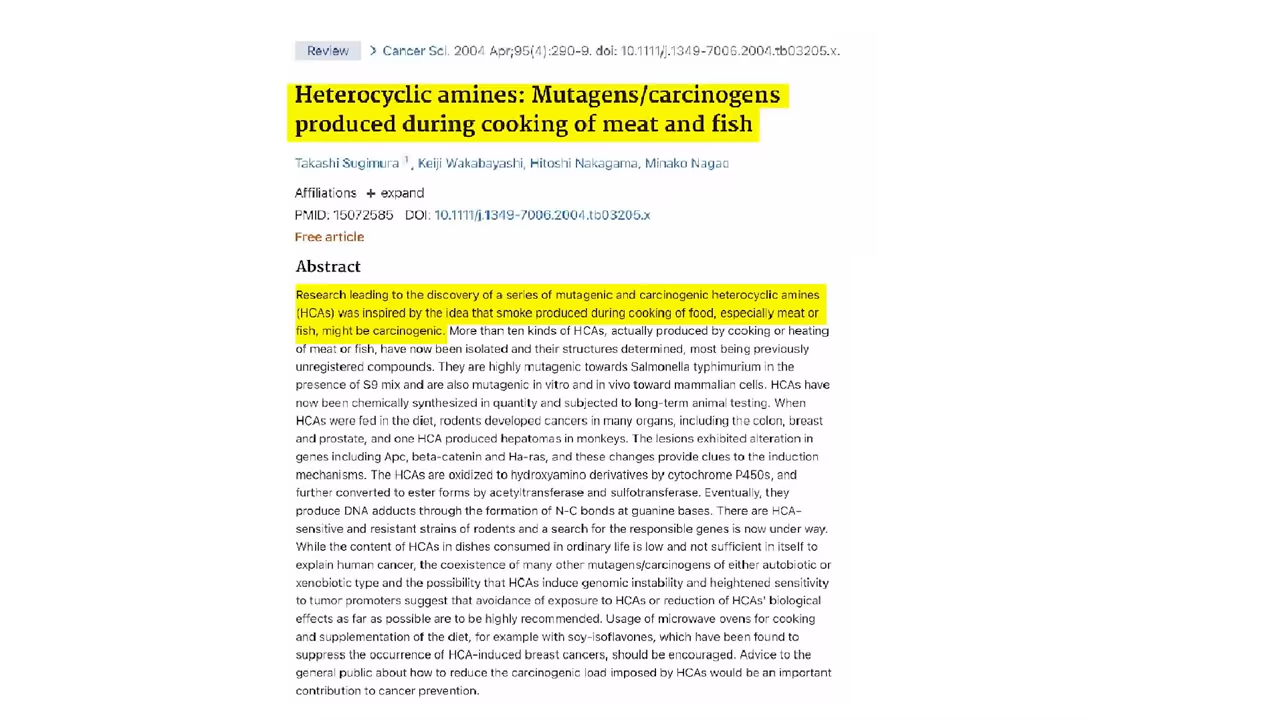 Review > Cancer Sci. 2004 Apr;95(4):290-9. doi: 10.1111/j.1349-7006.2004.tb03205.x.
Heterocyclic amines: Mutagens/carcinogens
produced during cooking of meat and fish
Takashi Sugimura 1, Keiji Wakabayashi, Hitoshi Nakagama, Minako Nagao
Affiliations + expand
PMID: 15072585 DOI: 10.1111/j.1349-7006.2004.tb03205.x
Free article
Abstract
Research leading to the discovery of a series of mutagenic and carcinogenic heterocyclic amines
(HCAs) was inspired by the idea that smoke produced during cooking of food, especially meat or
fish, might be carcinogenic. More than ten kinds of HCAs, actually produced by cooking or heating
of meat or fish, have now been isolated and their structures determined, most being previously
unregistered compounds. They are highly mutagenic towards Salmonella typhimurium in the
presence of S9 mix and are also mutagenic in vitro and in vivo toward mammalian cells. HCAs have
now been chemically synthesized in quantity and subjected to long-term animal testing. When
HCAs were fed in the diet, rodents developed cancers in many organs, including the colon, breast
and prostate, and one HCA produced hepatomas in monkeys. The lesions exhibited alteration in
genes including Apc, beta-catenin and Ha-ras, and these changes provide clues to the induction
mechanisms. The HCAs are oxidized to hydroxyamino derivatives by cytochrome P450s, and
further converted to ester forms by acetyltransferase and sulfotransferase. Eventually, they
produce DNA adducts through the formation of N-C bonds at guanine bases. There are HCA-
sensitive and resistant strains of rodents and a search for the responsible genes is now under way.
While the content of HCAs in dishes consumed in ordinary life is low and not sufficient in itself to
explain human cancer, the coexistence of many other mutagens/carcinogens of either autobiotic or
xenobiotic type and the possibility that HCAs induce genomic instability and heightened sensitivity
to tumor promoters suggest that avoidance of exposure to HCAs or reduction of HCAs' biological
effects as far as possible are to be highly recommended. Usage of microwave ovens for cooking
and supplementation of the diet, for example with soy-isoflavones, which have been found to
suppress the occurrence of HCA-induced breast cancers, should be encouraged. Advice to the
general public about how to reduce the carcinogenic load imposed by HCAs would be an important
contribution to cancer prevention.